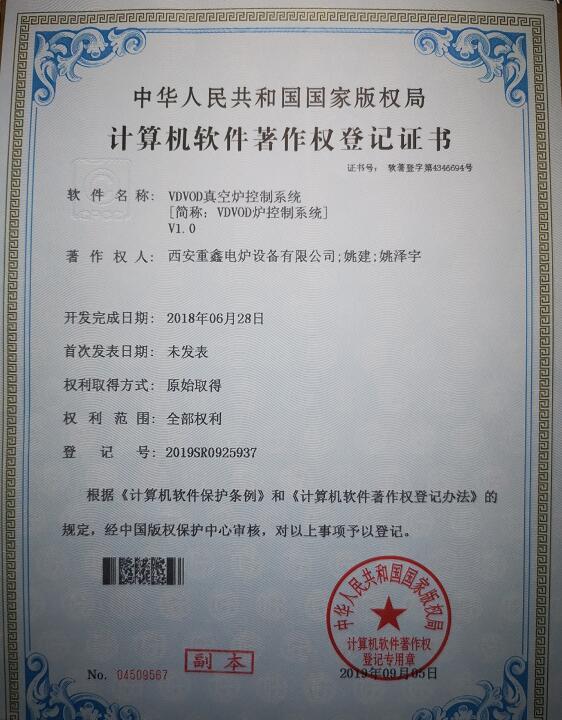 中华人民共和国国家版权局
计算机软件著作权登记证书
证书号： 软著登字第4346694号
CPCC
软件名称： VDVOD真空炉控制系统
[简称：VDVOD炉控制系统]
V1.0
著作权人： 西安重鑫电炉设备有限公司;姚建;姚泽宇
开发完成日期： 2018年06月28日
首次发表日期： 未发表
权利取得方式： 原始取得
权利范围： 全部权利
登记号： 2019SR0925937
根据《计算机软件保护条例》和《计算机软件著作权登记办法》的
规定，经中国版权保护中心审核，对以上事项予以登记。
中华人民共和国国家版权局
计算机软件著作权
登记专用章
副本
No. 04509567
2019年09月05日